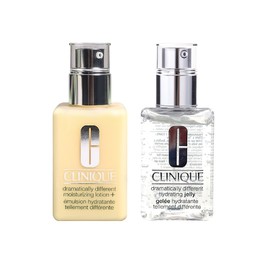 CLINIQUE
dramatically different
moisturizing lotion+
émulsion hydratante
tellement différente
CLINIQUE
dramatically different
hydrating jelly
gelée hydratante
tellement différente